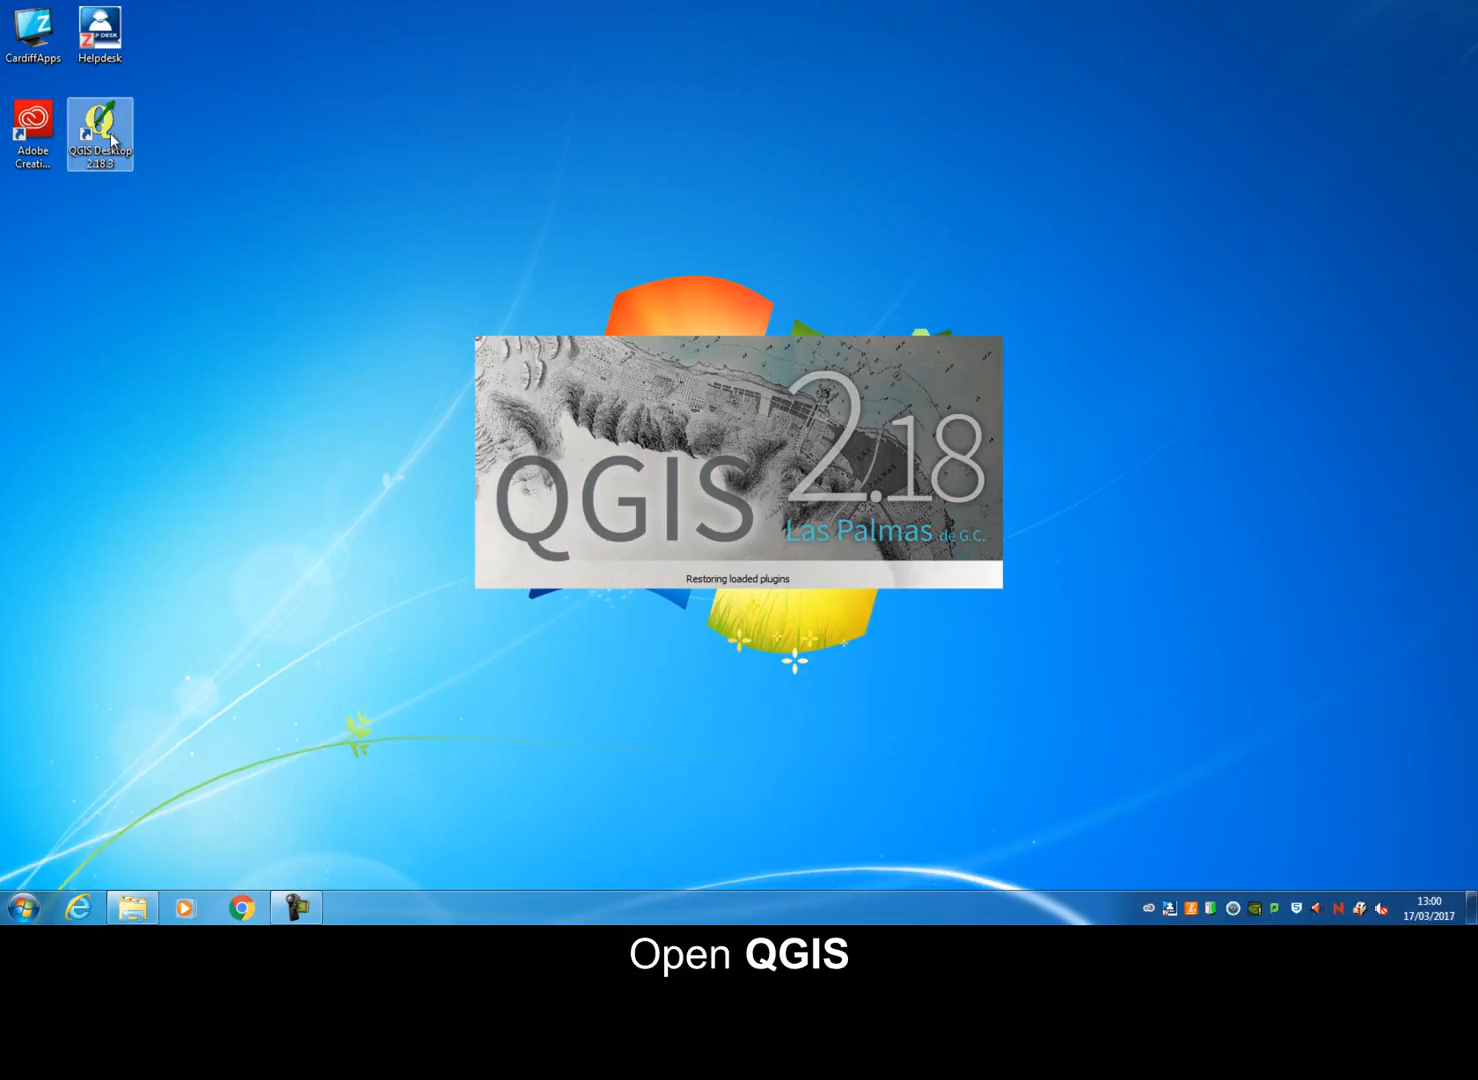 CardiffApps
Helpdesk
Adobe
Creati...
QGIS Desktop
2.18.3
QGIS
2.18
Las Palmas de G.C.
Restoring loaded plugins
13:00
17/03/2017
Open QGIS